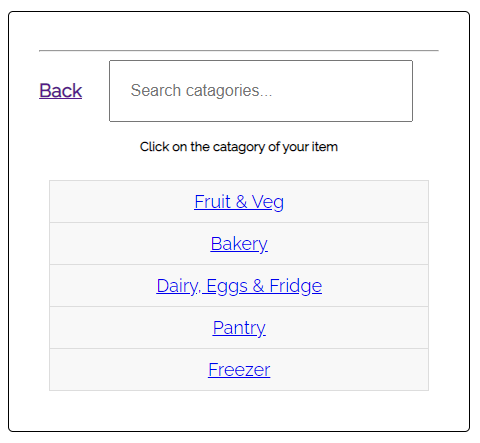 Back
Search catagories...
Click on the catagory of your item
Fruit & Veg
Bakery
Dairy, Eggs & Fridge
Pantry
Freezer